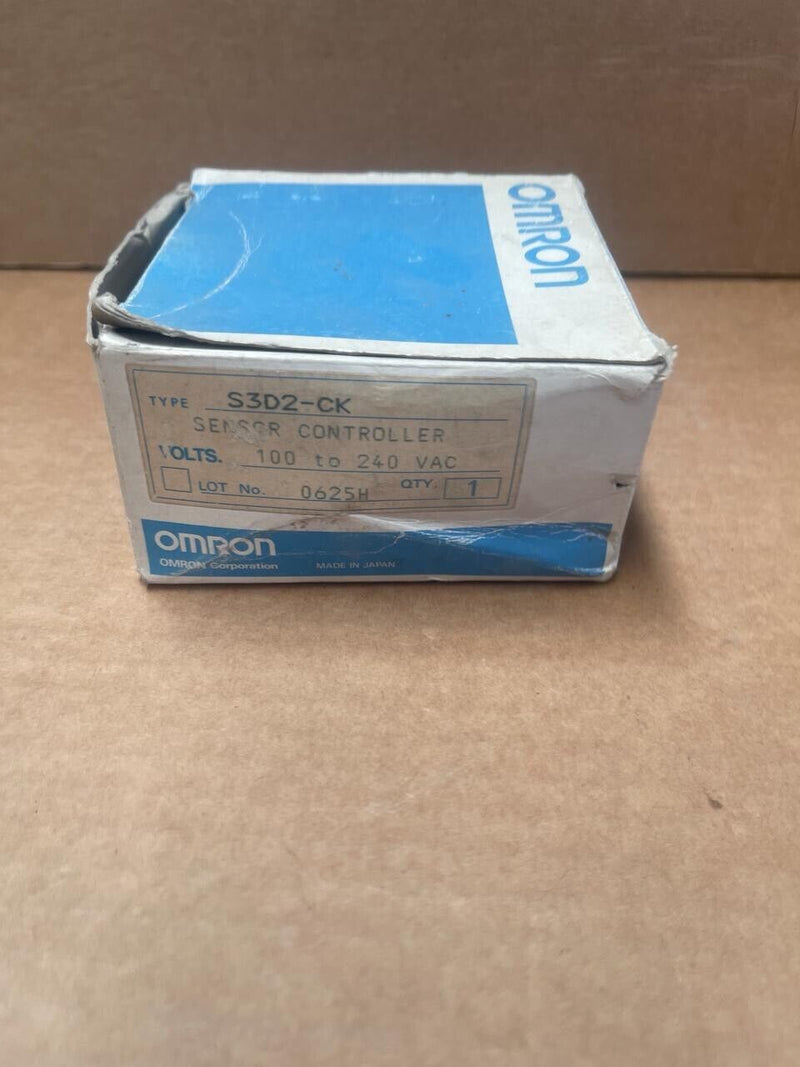 OMRON
TYPE S3D2-CK
SENSOR CONTROLLER
VOLTS. 100 to 240 VAC
LOT No. 0625H QTY. 1
OMRON
OMRON Corporation MADE IN JAPAN